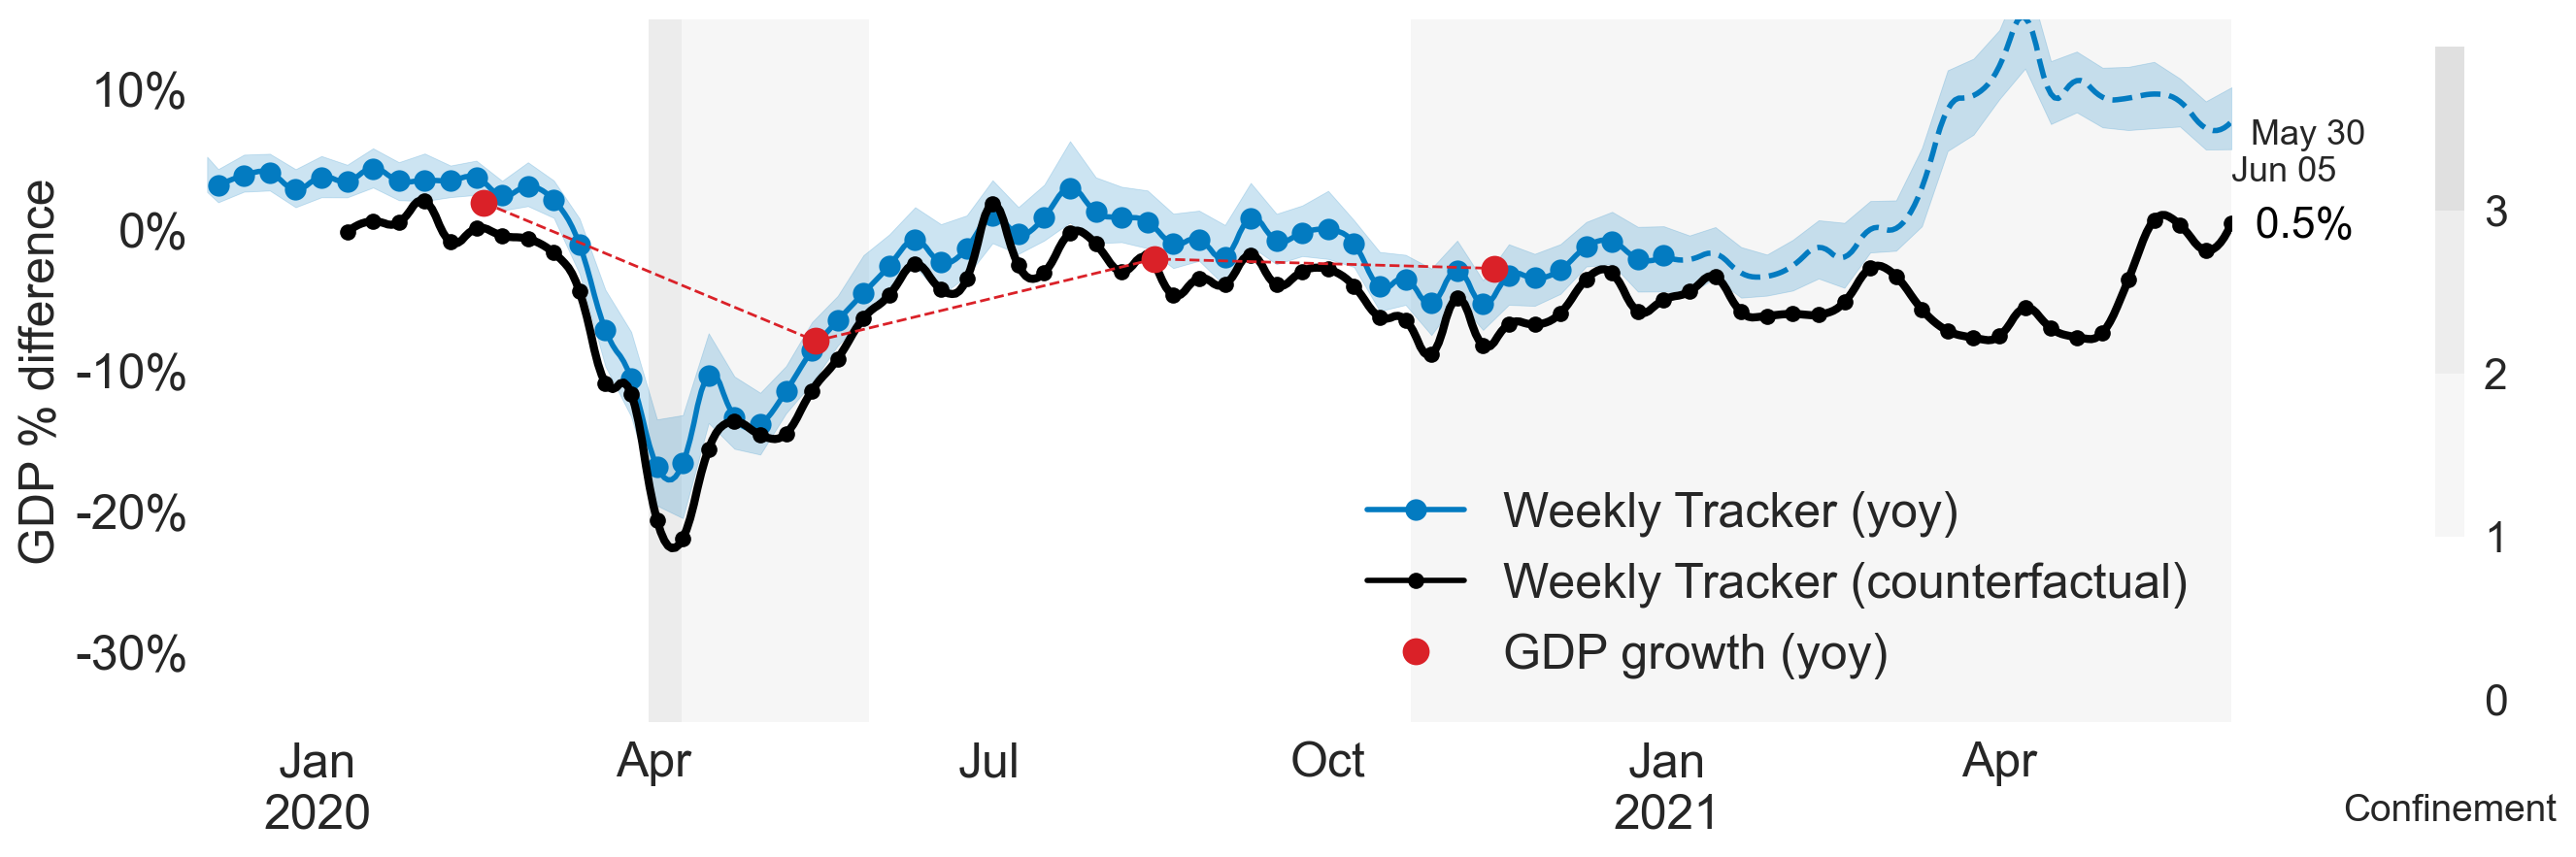 GDP % difference
10%
0%
-10%
-20%
-30%
May 30
Jun 05
0.5%
Weekly Tracker (yoy)
Weekly Tracker (counterfactual)
GDP growth (yoy)
3
2
1
0
Jan
2020
Apr
Jul
Oct
Jan
2021
Apr
Confinement